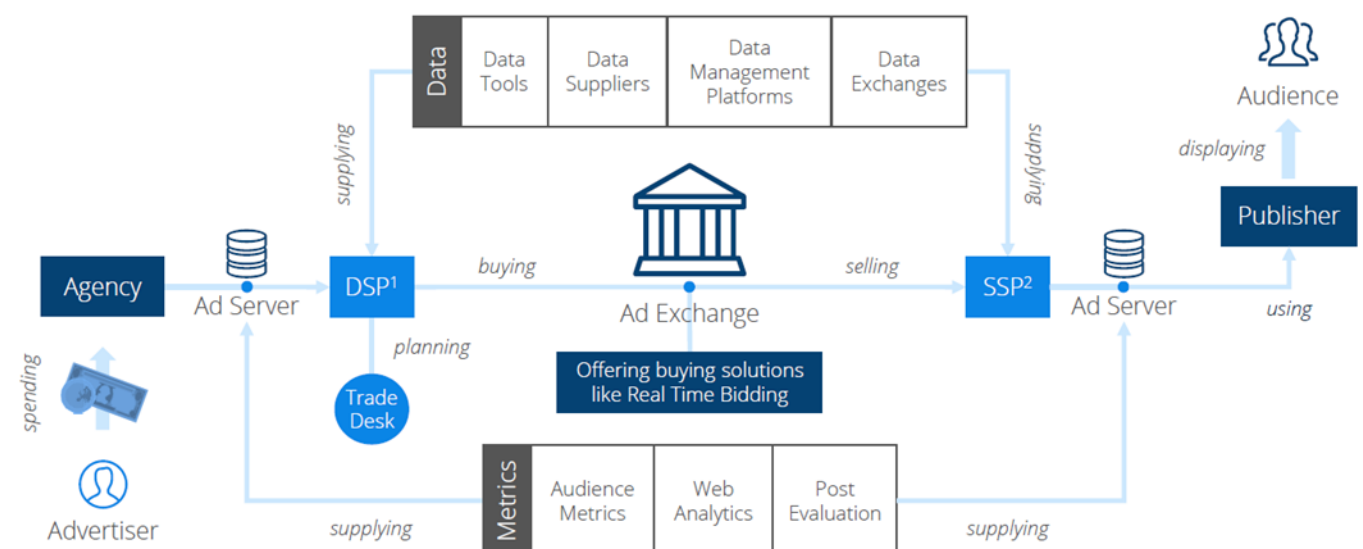 Data
Data
Tools
Data
Suppliers
Data
Management
Platforms
Data
Exchanges
Audience
supplying
supplying
displaying
Publisher
Agency
Ad Server
DSP¹
buying
Ad Exchange
selling
SSP²
Ad Server
using
planning
Offering buying solutions
like Real Time Bidding
spending
Trade
Desk
Advertiser
supplying
Metrics
Audience
Metrics
Web
Analytics
Post
Evaluation
supplying